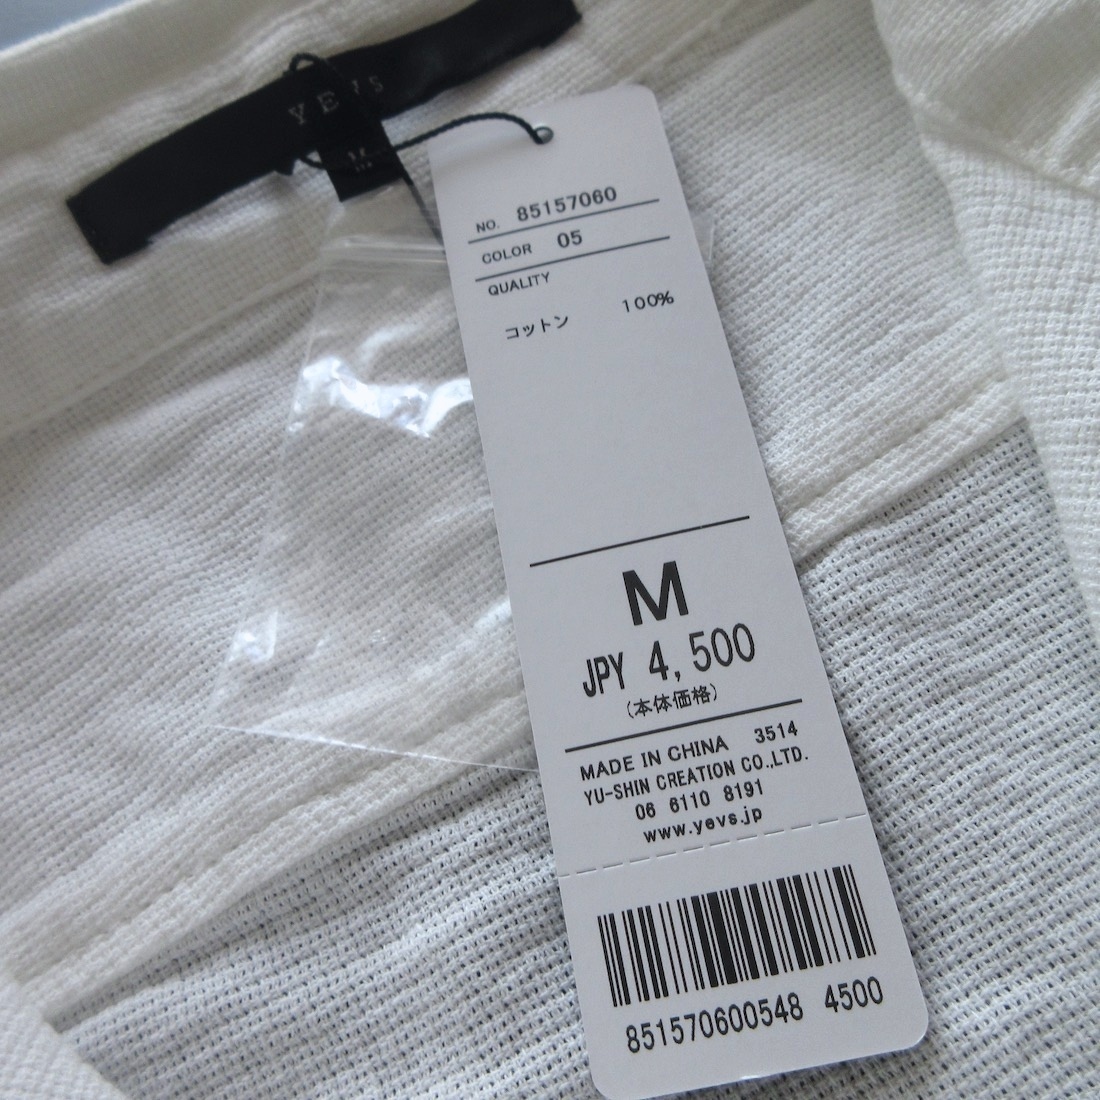 YEVS
M
NO. 85157060
COLOR 05
QUALITY
コットン 100%
M
JPY 4,500
(本体価格)
MADE IN CHINA 3514
YU-SHIN CREATION CO.,LTD.
06 6110 8191
www.yevs.jp
851570600548 4500